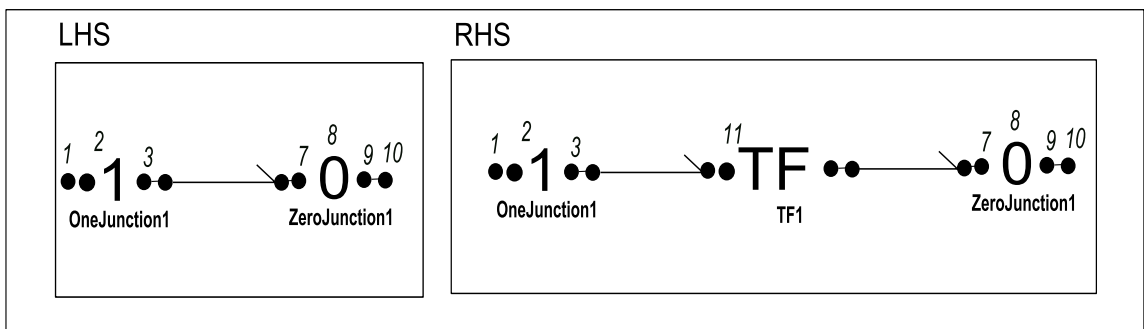 LHS
1 2 1 3 7 8 0 9 10
OneJunction1 ZeroJunction1
RHS
1 2 1 3 11 TF 7 8 0 9 10
OneJunction1 TF1 ZeroJunction1